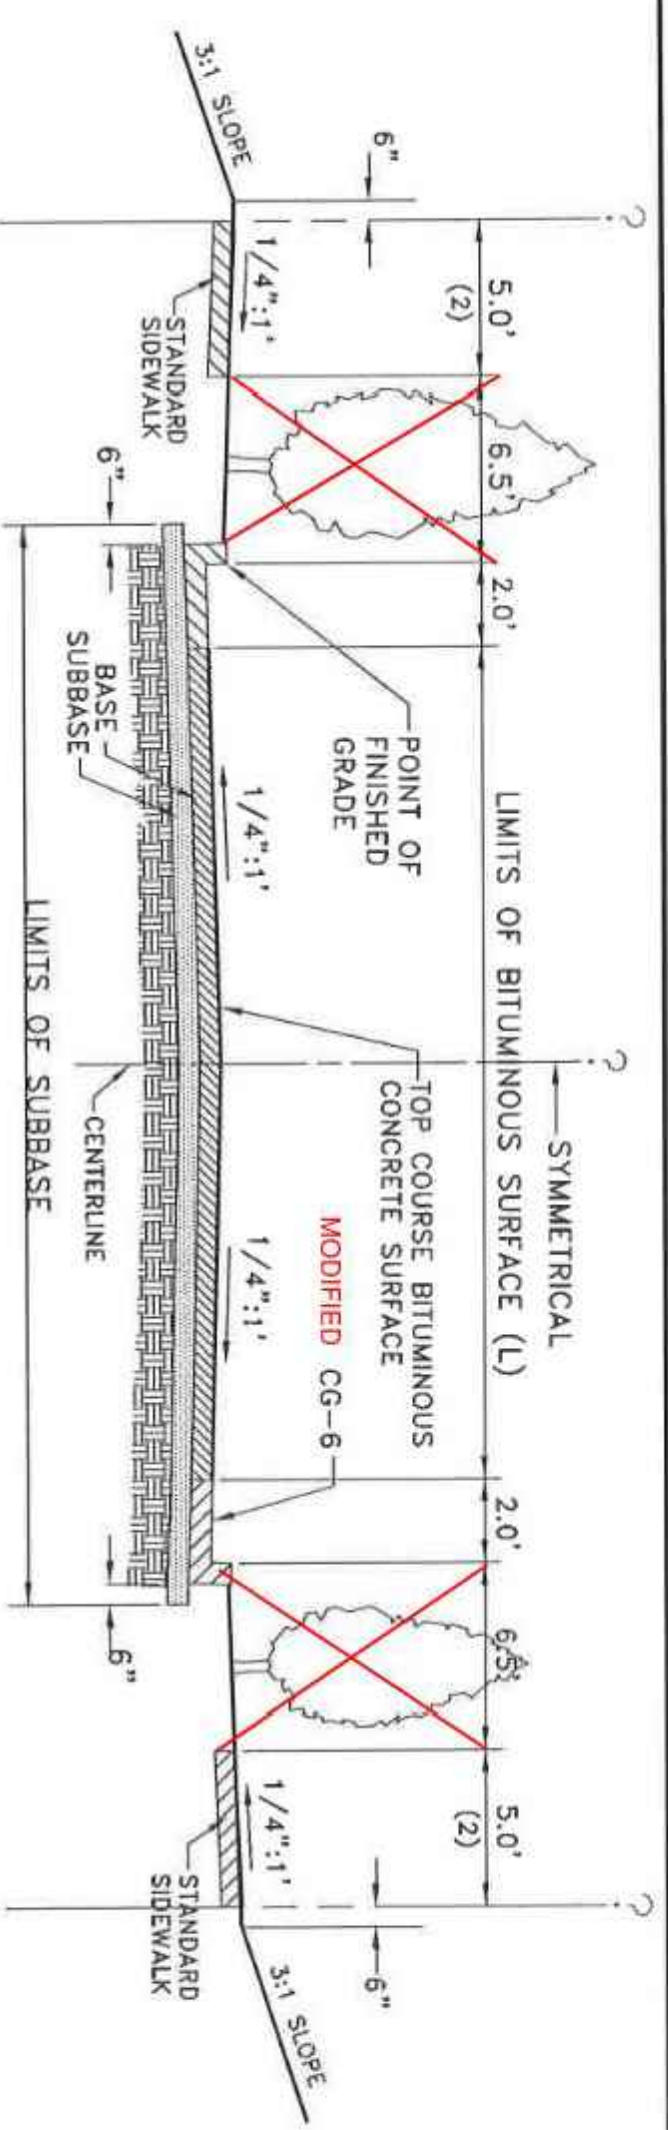 SYMMETRICAL
LIMITS OF BITUMINOUS SURFACE (L)
5.0'
(2)
6.5'
2.0'
2.0'
6.5'
5.0'
(2)
6"
6"
3:1 SLOPE
3:1 SLOPE
POINT OF
FINISHED
GRADE
TOP COURSE BITUMINOUS
CONCRETE SURFACE
MODIFIED CG-6
1/4":1'
1/4":1'
1/4":1'
1/4":1'
STANDARD
SIDEWALK
STANDARD
SIDEWALK
6"
6"
BASE
SUBBASE
CENTERLINE
LIMITS OF SUBBASE